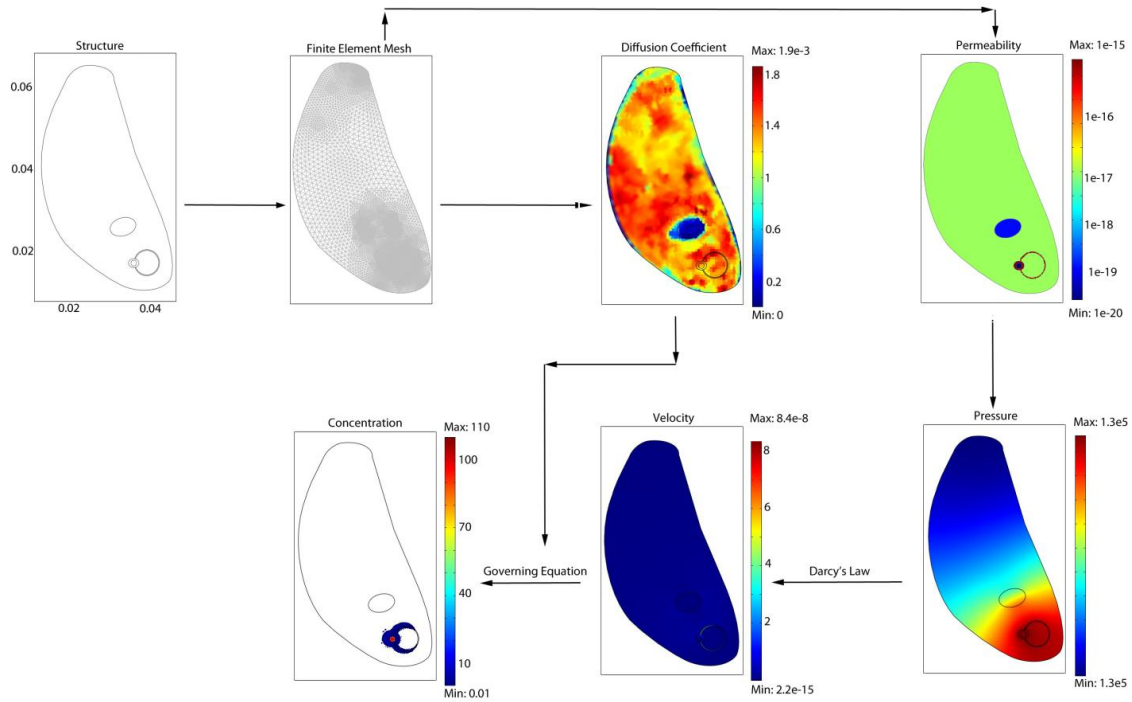 Structure
0.06
0.04
0.02
0.02 0.04
Finite Element Mesh
Diffusion Coefficient
Max: 1.9e-3
1.8
1.4
1
0.6
0.2
Min: 0
Permeability
Max: 1e-15
1e-16
1e-17
1e-18
1e-19
Min: 1e-20
Concentration
Max: 110
100
70
40
10
Min: 0.01
Governing Equation
Velocity
Max: 8.4e-8
8
6
4
2
Min: 2.2e-15
Darcy's Law
Pressure
Max: 1.3e5
Min: 1.3e5